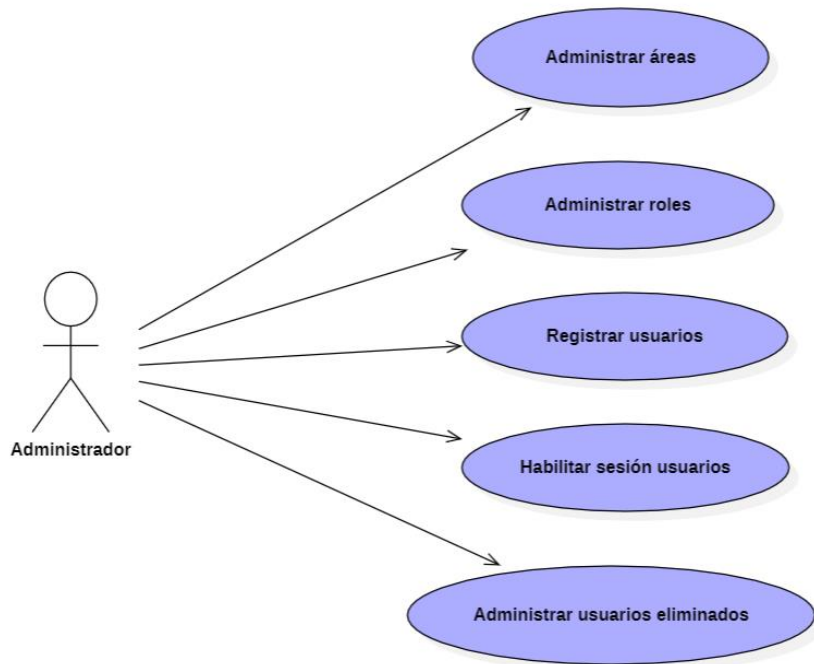 Administrar áreas
Administrar roles
Registrar usuarios
Administrador
Habilitar sesión usuarios
Administrar usuarios eliminados